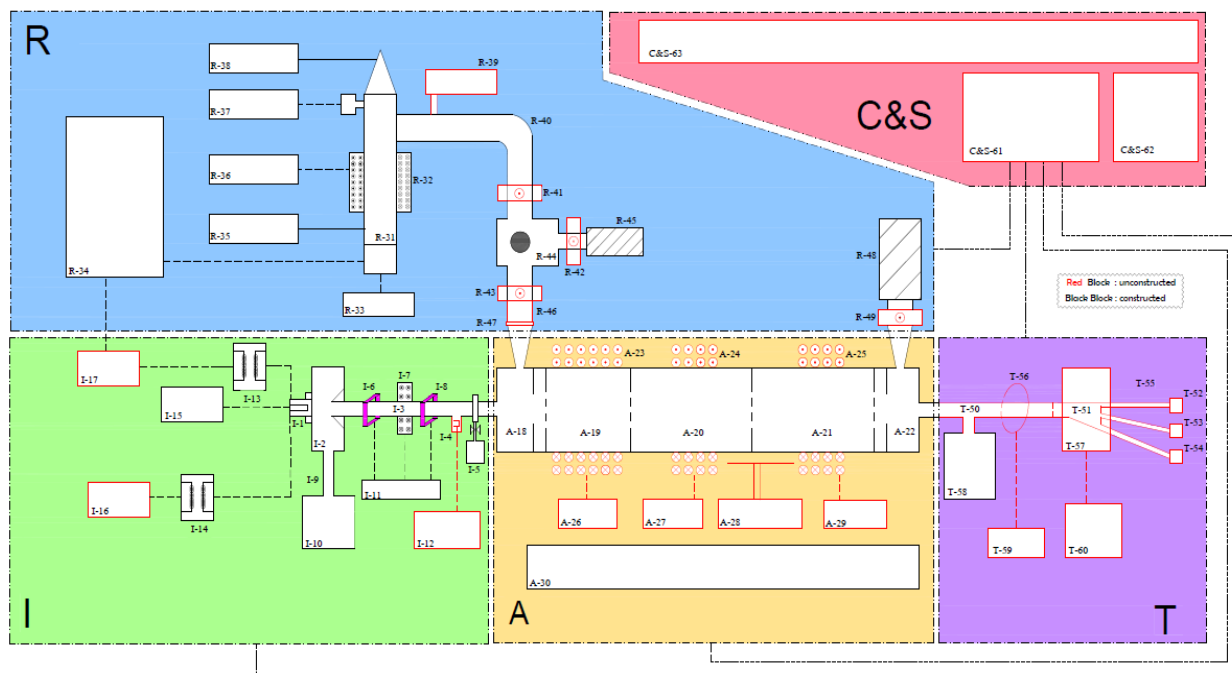 R
R-38
R-39
C&S-63
R-37
R-40
C&S
R-36
R-32
C&S-61
C&S-62
R-41
R-35
R-31
R-45
R-44
R-42
R-48
R-34
R-43
R-33
R-46
R-47
R-49
Red Block : unconstructed
Block Block : constructed
I-17
I-13
I-15
I-1
I-2
I-6
I-7
I-8
I-3
I-4
I-5
I-9
I-11
I-16
I-14
I-10
I-12
I
A-23
A-24
A-25
A-18
A-19
A-20
A-21
A-22
A-26
A-27
A-28
A-29
A-30
A
T-56
T-55
T-52
T-50
T-51
T-53
T-57
T-54
T-58
T-59
T-60
T